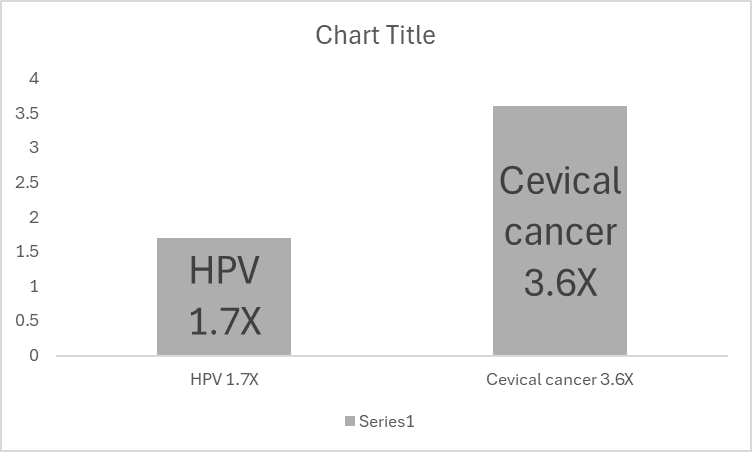 Chart Title
4
3.5
3
2.5
2
1.5
1
0.5
0
HPV
1.7X
Cevical
cancer
3.6X
HPV 1.7X
Cevical cancer 3.6X
Series1